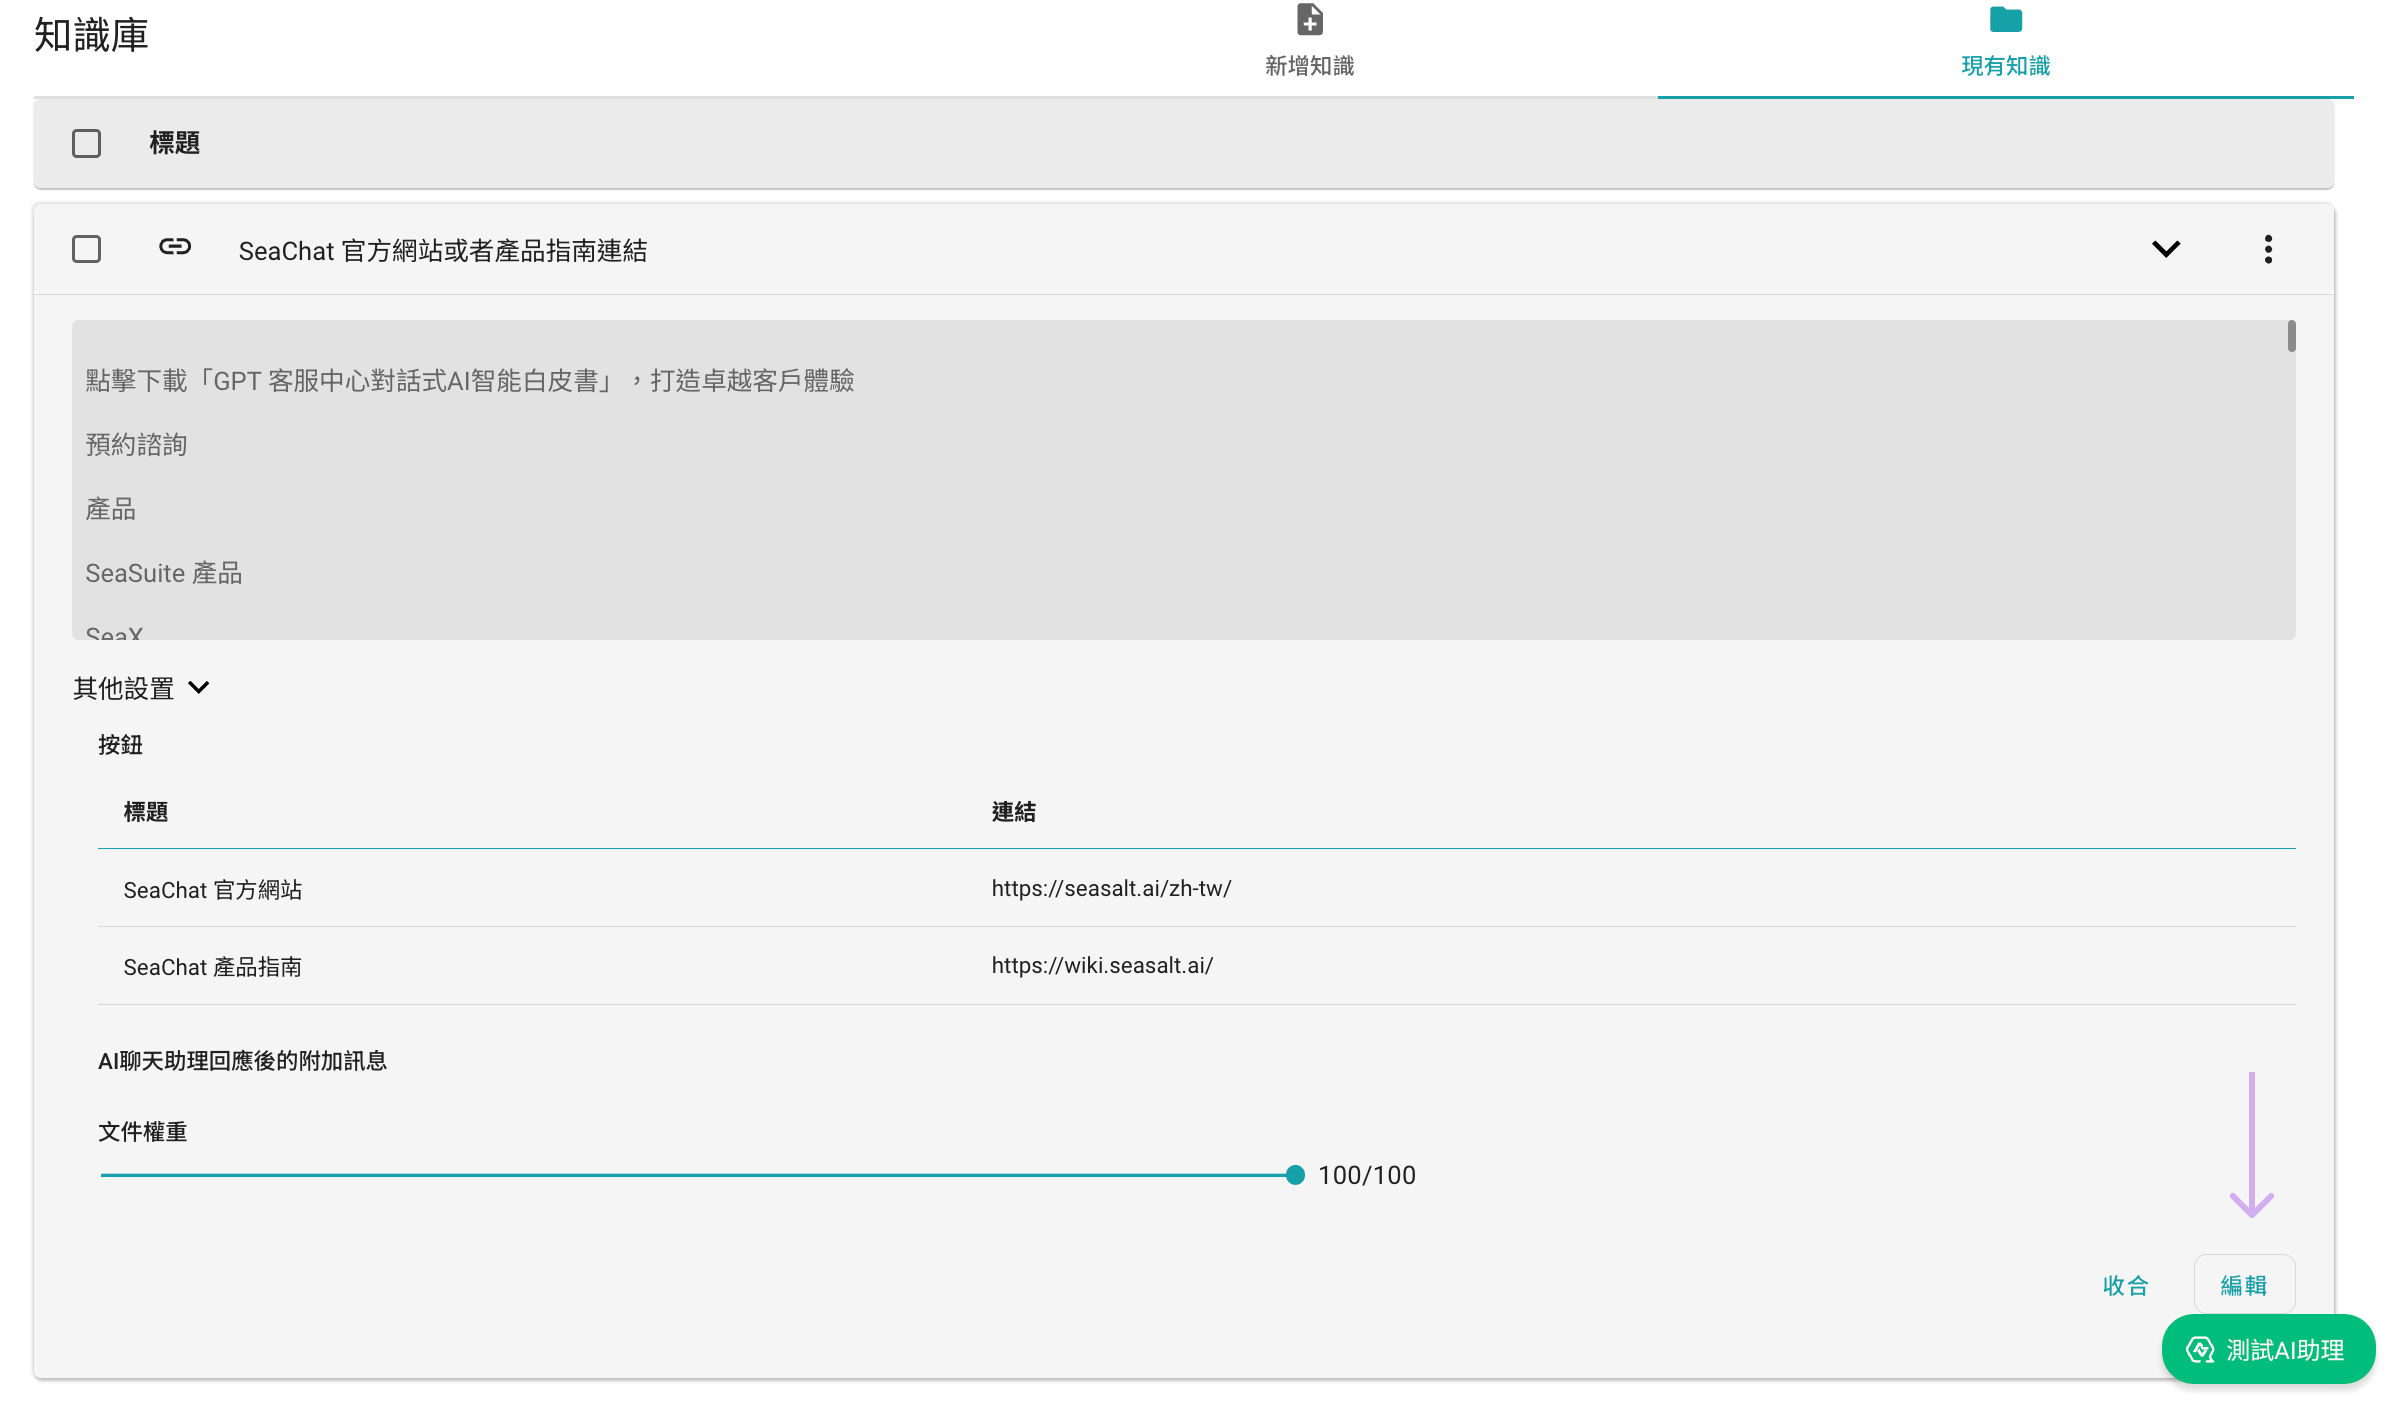 知識庫
新增知識
現有知識
標題
SeaChat 官方網站或者產品指南連結
點擊下載「GPT 客服中心對話式AI智能白皮書」，打造卓越客戶體驗
預約諮詢
產品
SeaSuite 產品
SeaX
其他設置
按鈕
標題 連結
SeaChat 官方網站 https://seasalt.ai/zh-tw/
SeaChat 產品指南 https://wiki.seasalt.ai/
AI聊天助理回應後的附加訊息
文件權重
100/100
收合 編輯
測試AI助理